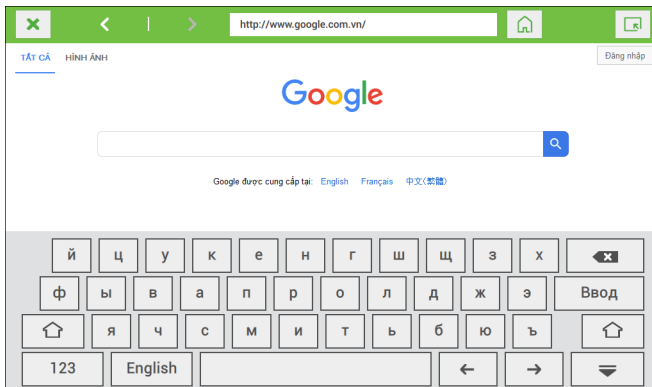 http://www.google.com.vn/
TẤT CẢ HÌNH ẢNH Đăng nhập
Google
Google được cung cấp tại: English Français 中文(繁體)
й ц у к е н г ш щ з х
ф ы в а п р о л д ж э Ввод
я ч с м и т ь б ю ъ
123 English